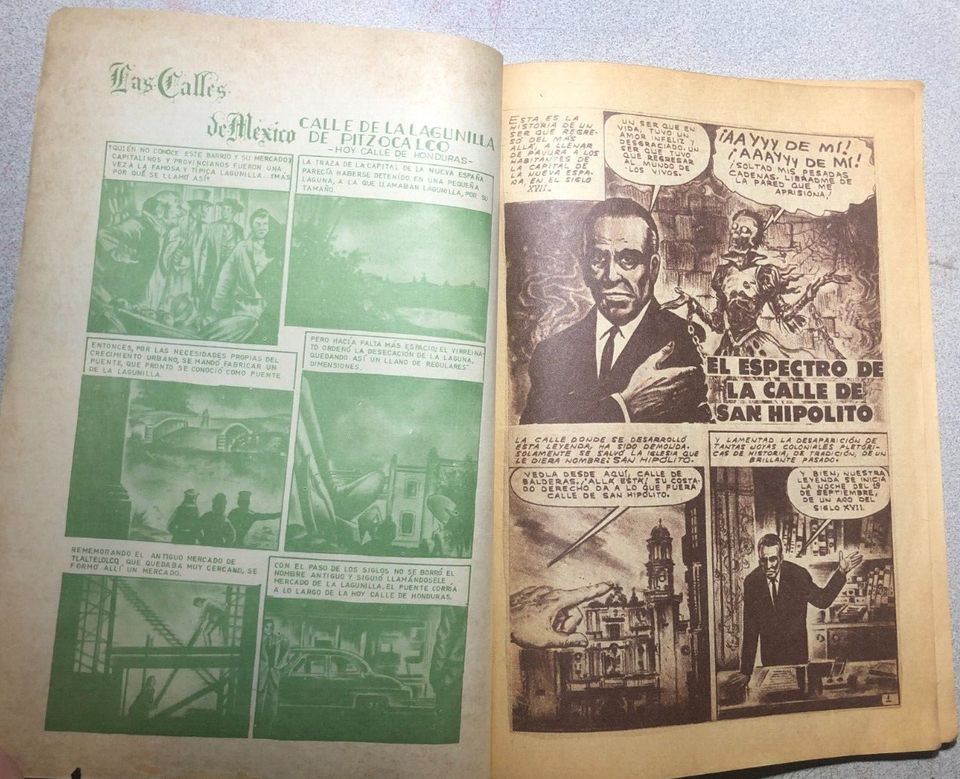 Las Calles
de México
CALLE DE LA LAGUNILLA
DE PITZOCALCO
-HOY CALLE DE HONDURAS-
¿QUIÉN NO CONOCE ESTE BARRIO Y SU MERCADO?
CAPITALINOS Y PROVINCIANOS FUERON UNA
VEZ A LA FAMOSA Y TÍPICA LAGUNILLA... ¿MAS
POR QUÉ SE LLAMÓ ASÍ?
LA TRAZA DE LA CAPITAL DE LA NUEVA ESPAÑA
PARECÍA HABERSE DETENIDO EN UNA PEQUEÑA
LAGUNA, A LA QUE LLAMABAN LAGUNILLA, POR SU
TAMAÑO.
ENTONCES, POR LAS NECESIDADES PROPIAS DEL
CRECIMIENTO URBANO, SE MANDÓ FABRICAR UN
PUENTE, QUE PRONTO SE CONOCIÓ COMO PUENTE
DE LA LAGUNILLA.
PERO HACÍA FALTA MÁS ESPACIO; EL VIRREINA-
TO ORDENÓ LA DESECACIÓN DE LA LAGUNA,
QUEDANDO ASÍ UN LLANO DE REGULARES
DIMENSIONES.
REMEMORANDO EL ANTIGUO MERCADO DE
TLALTELOLCO, QUE QUEDABA MUY CERCANO, SE
FORMÓ ALLÍ UN MERCADO.
CON EL PASO DE LOS SIGLOS NO SE BORRÓ EL
NOMBRE ANTIGUO Y SIGUIÓ LLAMÁNDOSELE
MERCADO DE LA LAGUNILLA. EL PUENTE CORRÍA
A LO LARGO DE LA HOY CALLE DE HONDURAS.
ESTA ES LA
HISTORIA DE UN
SER QUE REGRE-
SÓ DEL MÁS
ALLÁ, A LLENAR
DE PAVURA A LOS
HABITANTES DE
LA CAPITAL DE
LA NUEVA ESPA-
ÑA EN EL SIGLO
XVII.
UN SER QUE EN
VIDA, TUVO UN
AMOR INFELIZ Y
DESGRACIADO. UN
SER QUE TUVO
QUE REGRESAR
AL MUNDO DE
LOS VIVOS.
¡AAYYY DE MÍ!
¡AAAYYY DE MÍ!
¡SOLTAD MIS PESADAS
CADENAS. LIBRADME DE
LA PARED QUE ME
APRISIONA!
EL ESPECTRO DE
LA CALLE DE
SAN HIPOLITO
LA CALLE DONDE SE DESARROLLÓ
ESTA LEYENDA, HA SIDO DEMOLIDA.
SOLAMENTE SE SALVÓ LA IGLESIA QUE
LE DIERA NOMBRE: SAN HIPÓLITO.
VEDLA DESDE AQUÍ, CALLE DE
BALDERAS. ¡ALLÁ ESTÁ!, SU COSTA-
DO DERECHO DA A LO QUE FUERA
CALLE DE SAN HIPÓLITO.
Y LAMENTAD LA DESAPARICIÓN DE
TANTAS JOYAS COLONIALES PLETÓRI-
CAS DE HISTORIA, DE TRADICIÓN, DE UN
BRILLANTE PASADO.
Y BIEN, NUESTRA
LEYENDA SE INICIA
LA NOCHE DEL 19
DE SEPTIEMBRE,
DE UN AÑO DEL
SIGLO XVII.
1